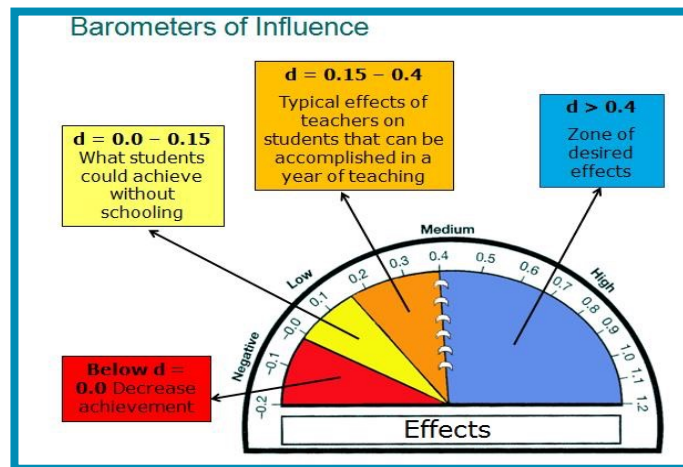 Barometers of Influence
d = 0.15 – 0.4
Typical effects of
teachers on
students that can be
accomplished in a
year of teaching
d > 0.4
Zone of
desired
effects
d = 0.0 – 0.15
What students
could achieve
without
schooling
Below d =
0.0 Decrease
achievement
Negative
Low
Medium
High
-0.2
-0.1
-0.0
0.1
0.2
0.3
0.4
0.5
0.6
0.7
0.8
0.9
1.0
1.1
1.2
Effects